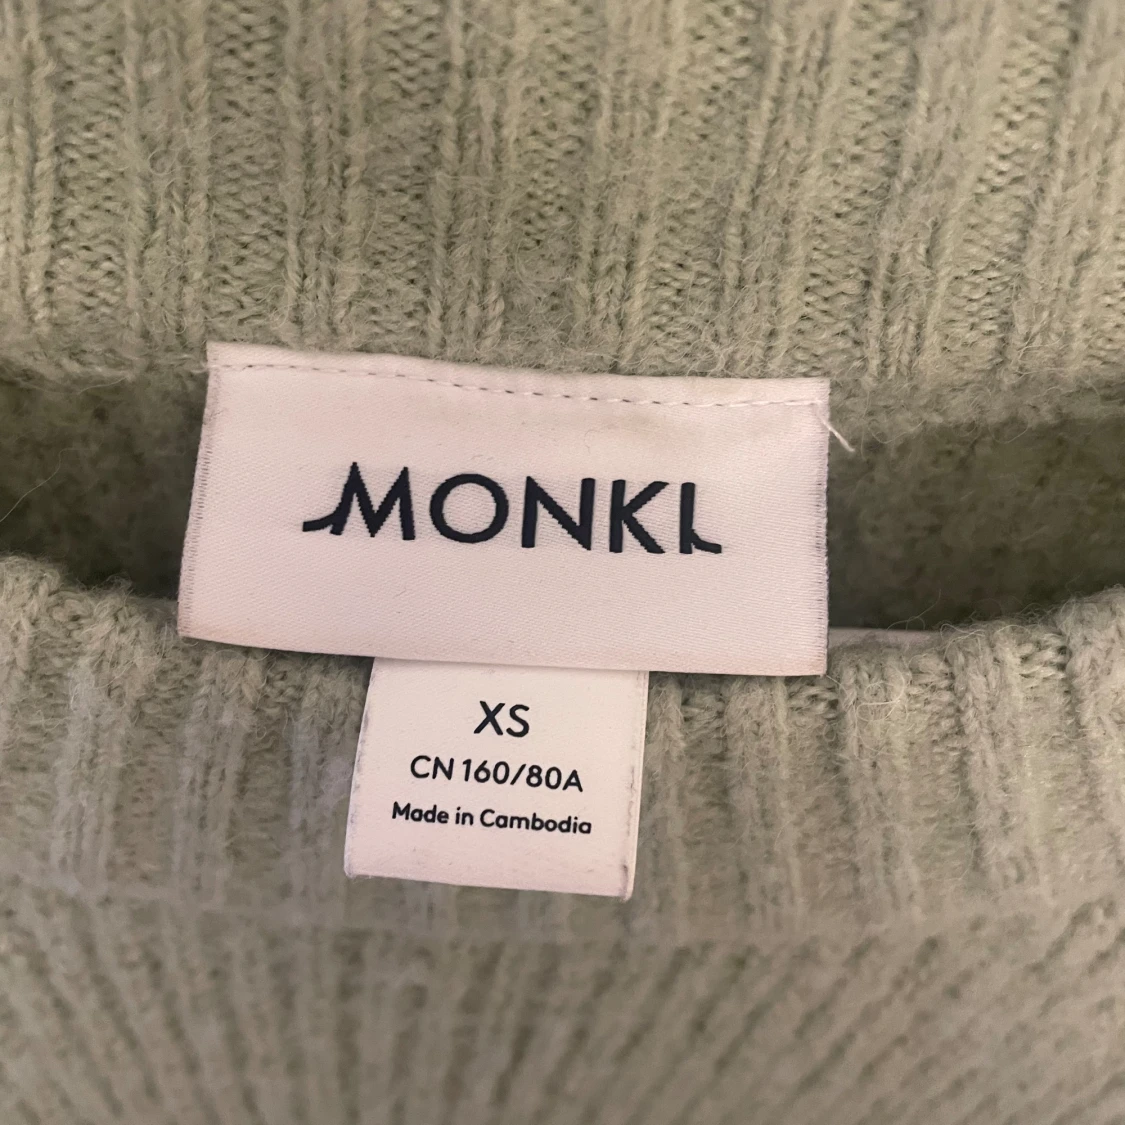 MONKI
XS
CN 160/80A
Made in Cambodia